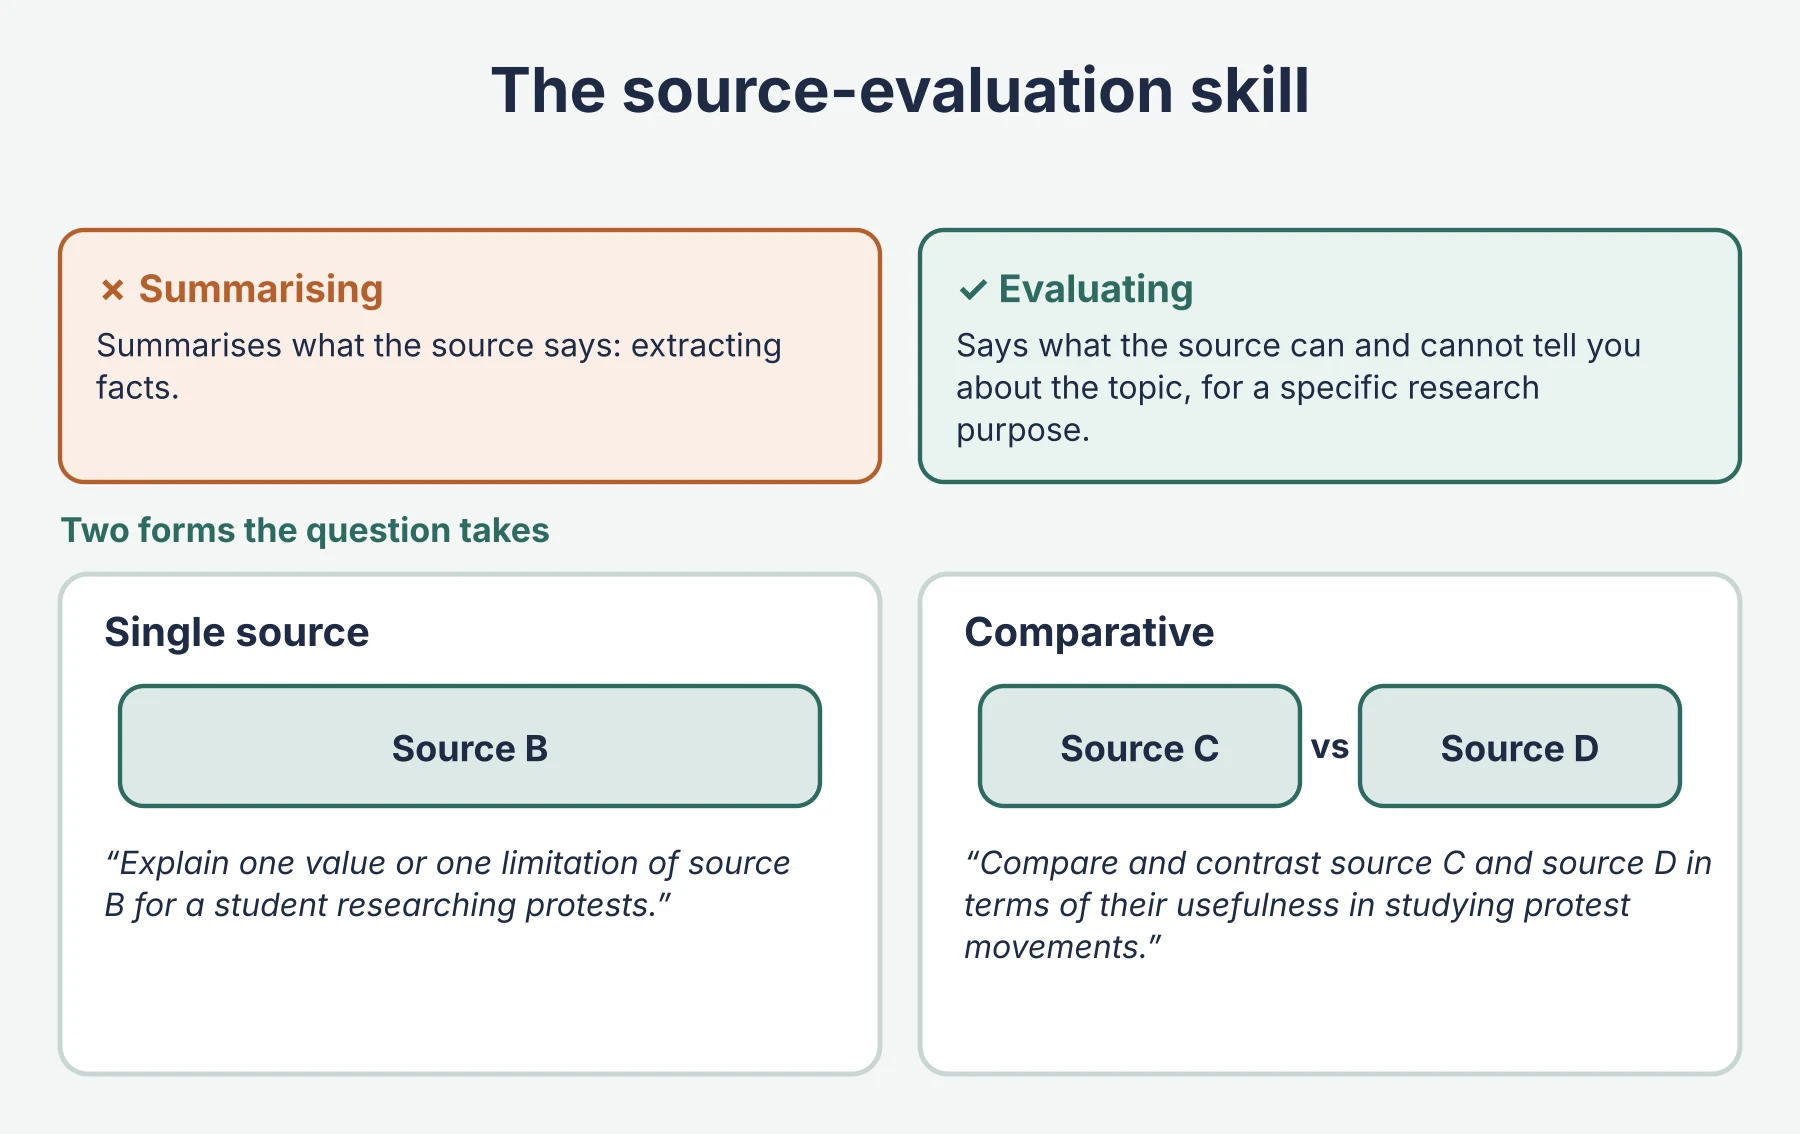 The source-evaluation skill
× Summarising
Summarises what the source says: extracting
facts.
✓ Evaluating
Says what the source can and cannot tell you
about the topic, for a specific research
purpose.
Two forms the question takes
Single source
Source B
“Explain one value or one limitation of source
B for a student researching protests.”
Comparative
Source C vs Source D
“Compare and contrast source C and source D in
terms of their usefulness in studying protest
movements.”